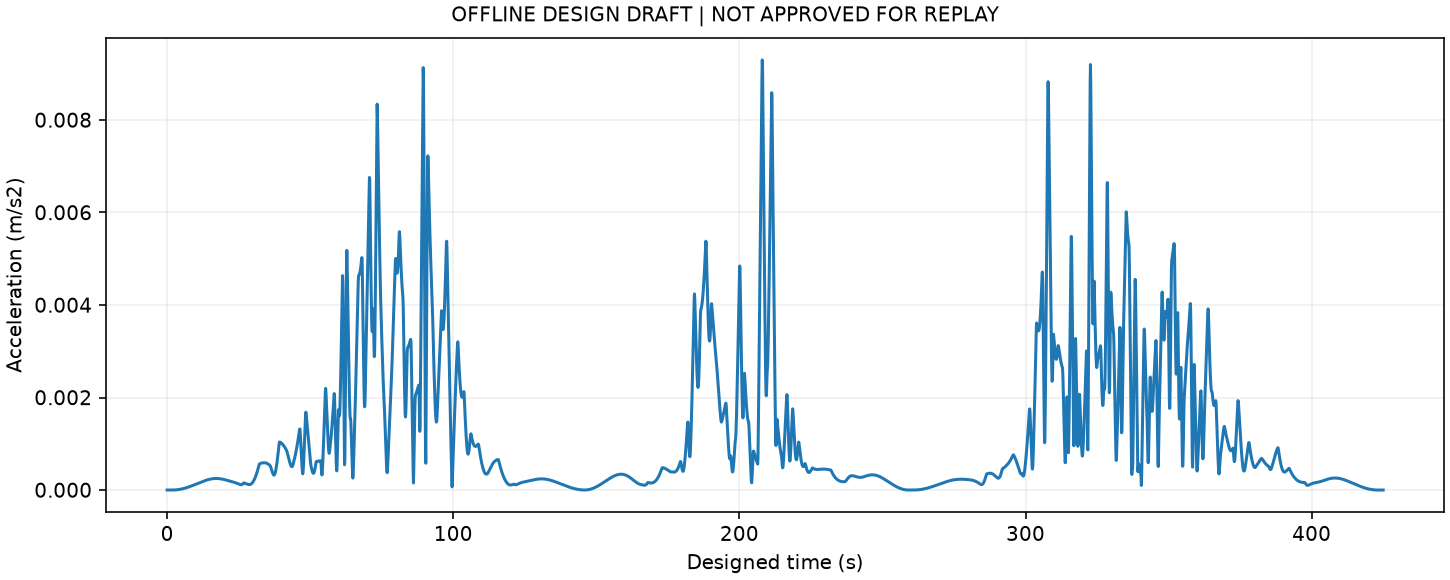 OFFLINE DESIGN DRAFT | NOT APPROVED FOR REPLAY
Acceleration (m/s2)
0.008
0.006
0.004
0.002
0.000
0 100 200 300 400
Designed time (s)